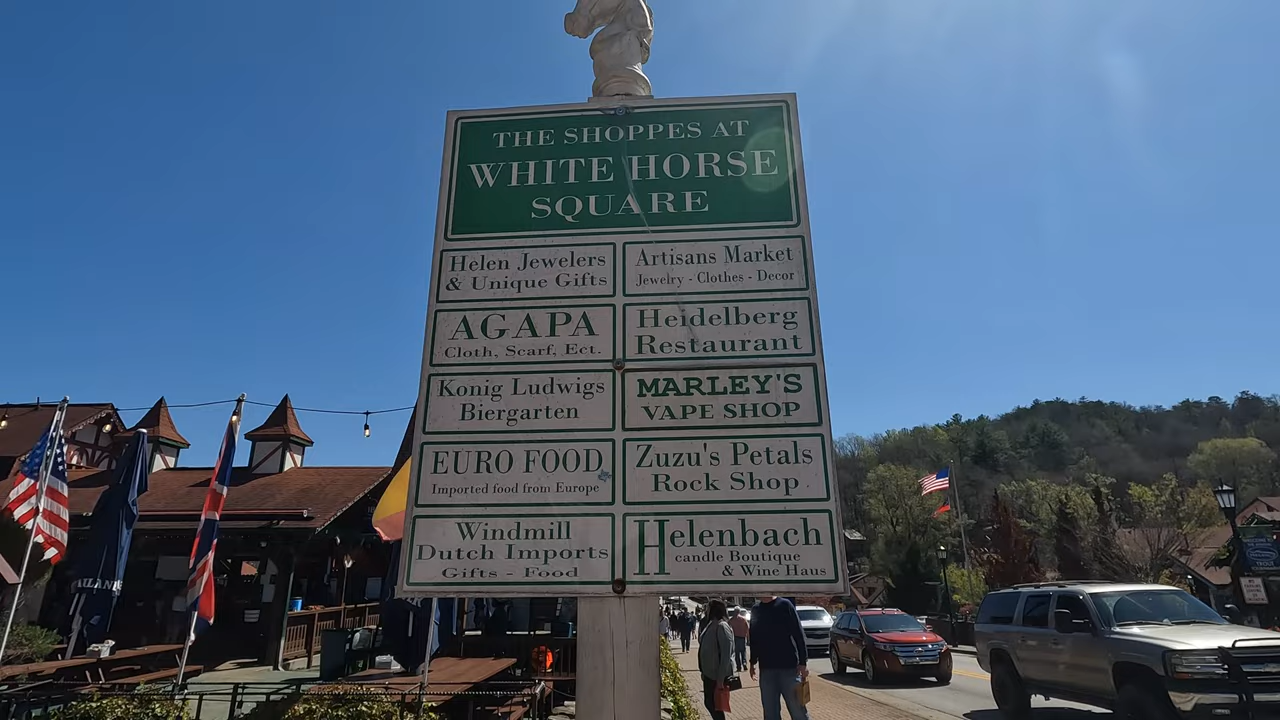 THE SHOPPES AT
WHITE HORSE
SQUARE
Helen Jewelers
& Unique Gifts
Artisans Market
Jewelry - Clothes - Decor
AGAPA
Cloth, Scarf, Ect.
Heidelberg
Restaurant
Konig Ludwigs
Biergarten
MARLEY'S
VAPE SHOP
EURO FOOD
Imported food from Europe
Zuzu's Petals
Rock Shop
Windmill
Dutch Imports
Gifts - Food
Helenbach
candle Boutique
& Wine Haus